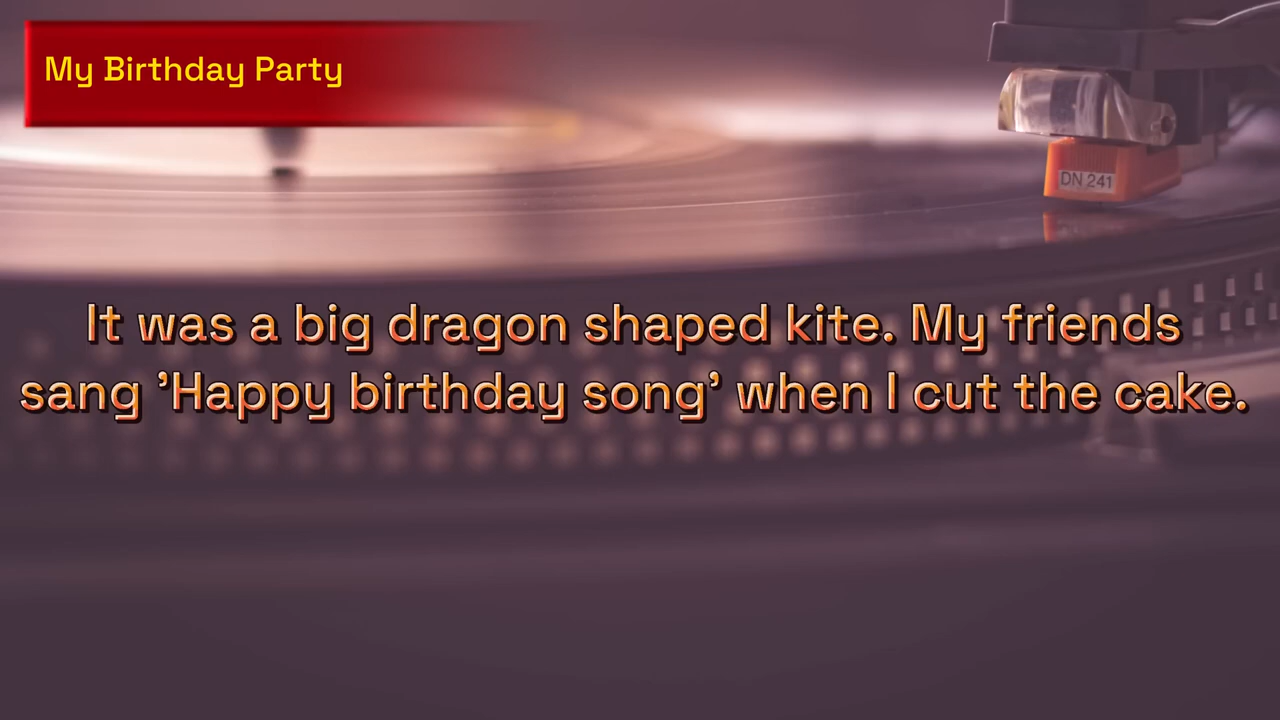 My Birthday Party
DN 241
It was a big dragon shaped kite. My friends
sang ’Happy birthday song’ when I cut the cake.